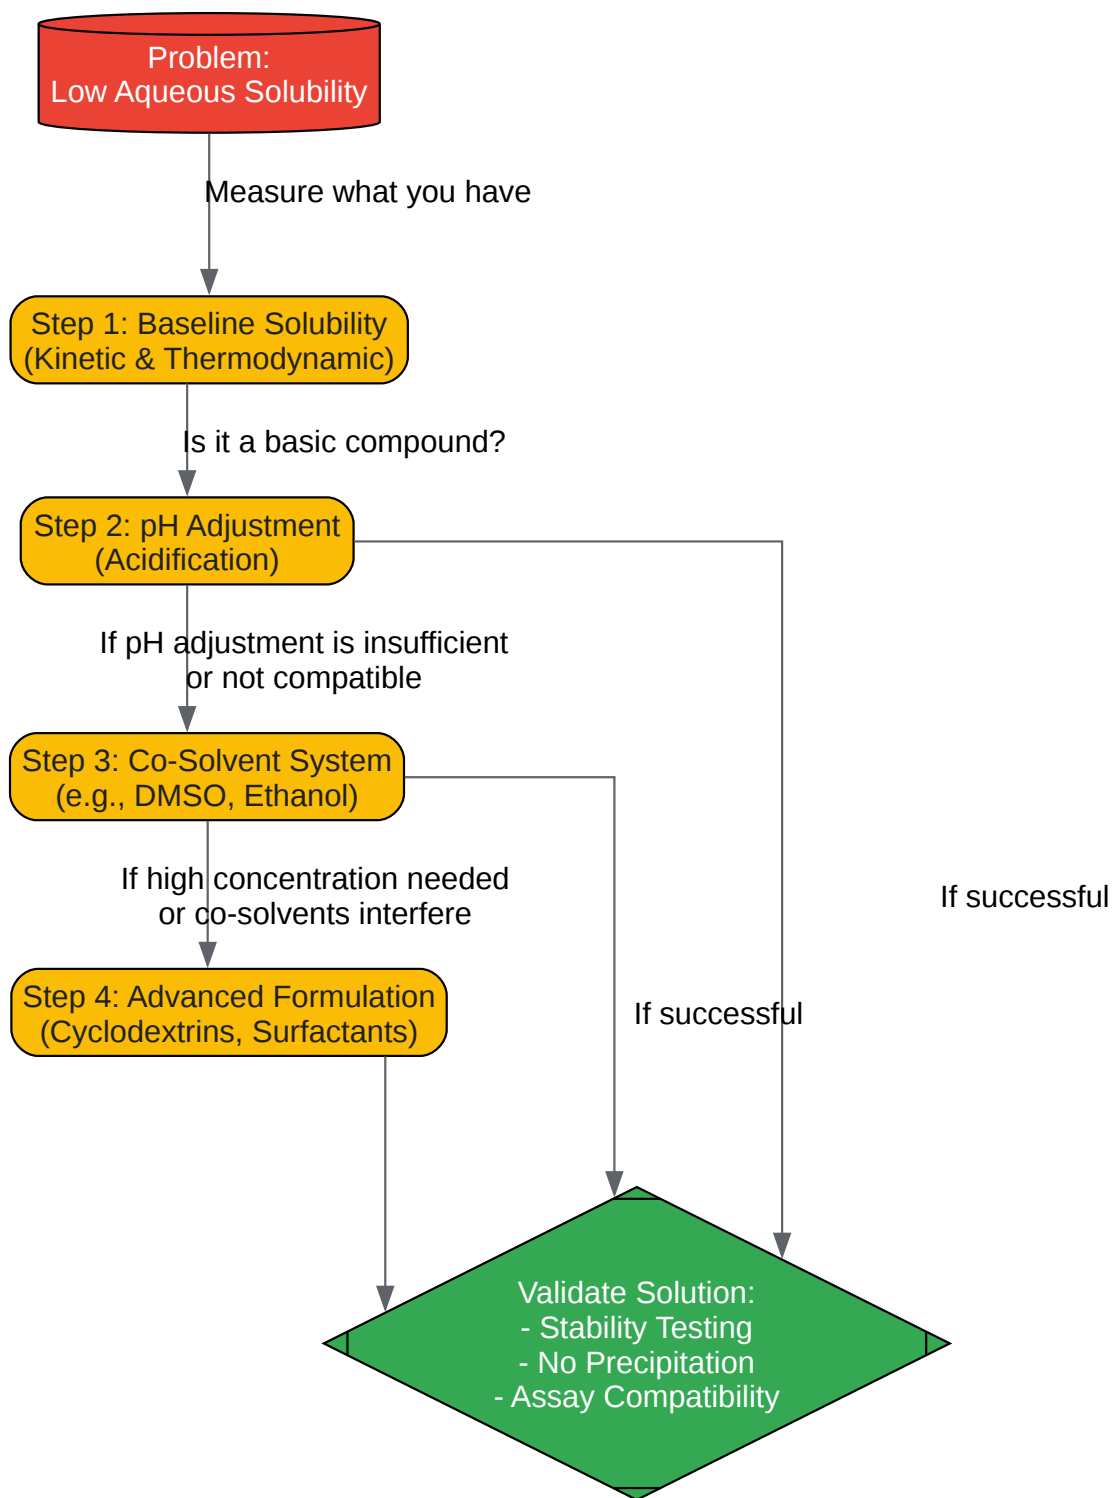 Problem:
Low Aqueous Solubility
Measure what you have
Step 1: Baseline Solubility
(Kinetic & Thermodynamic)
Is it a basic compound?
Step 2: pH Adjustment
(Acidification)
If pH adjustment is insufficient
or not compatible
Step 3: Co-Solvent System
(e.g., DMSO, Ethanol)
If high concentration needed
or co-solvents interfere
If successful
Step 4: Advanced Formulation
(Cyclodextrins, Surfactants)
If successful
Validate Solution:
- Stability Testing
- No Precipitation
- Assay Compatibility